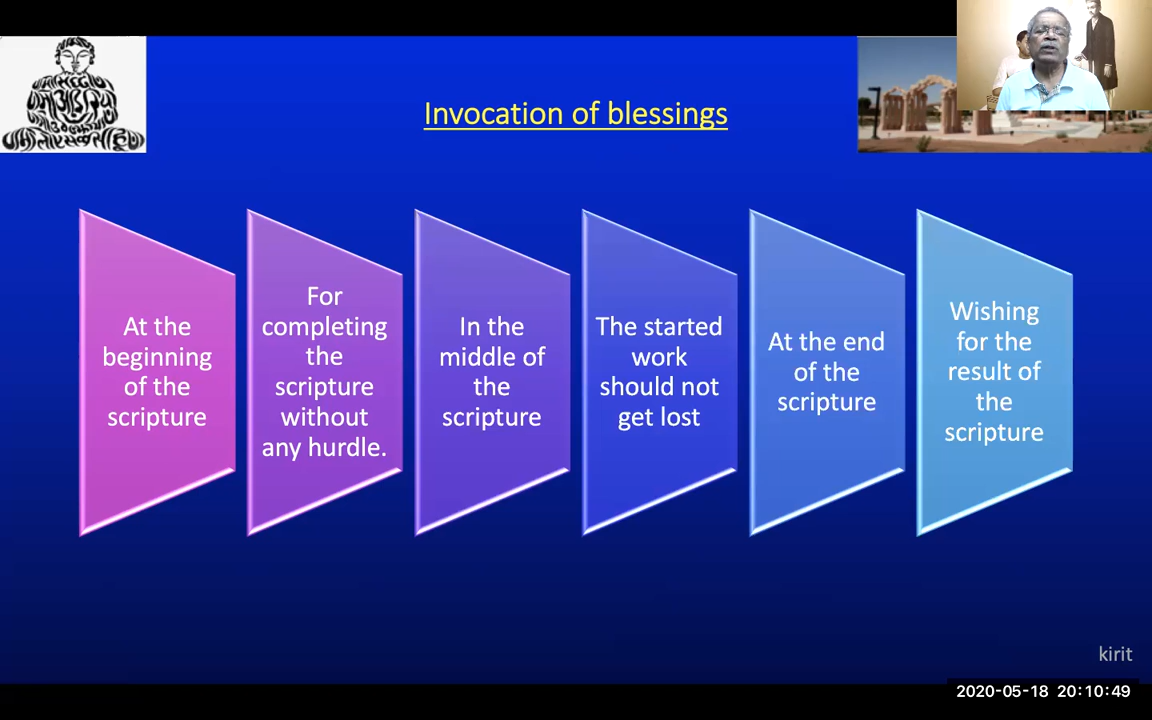 Invocation of blessings
At the
beginning
of the
scripture
For
completing
the
scripture
without
any hurdle.
In the
middle of
the
scripture
The started
work
should not
get lost
At the end
of the
scripture
Wishing
for the
result of
the
scripture
kirit
2020-05-18 20:10:49